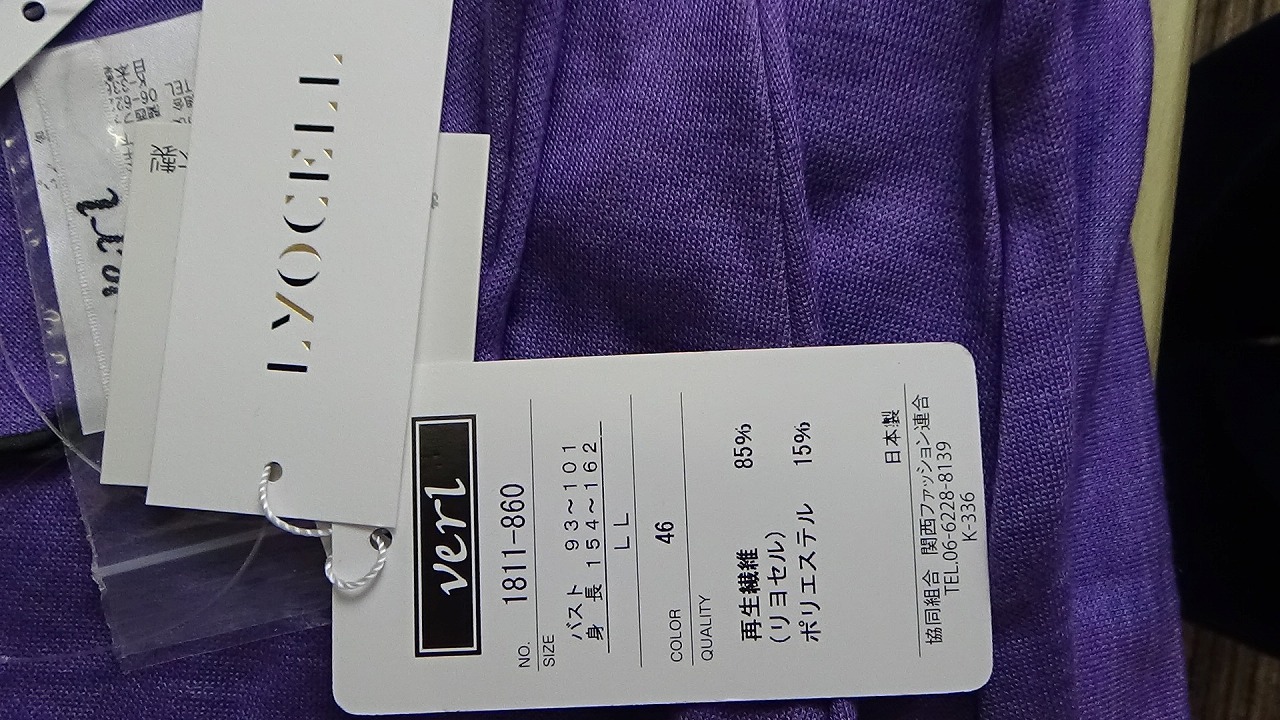 LYOCELL
veri
veri
NO. 1811-860
SIZE
バスト 93~101
身 長 154~162
LL
COLOR 46
QUALITY
再生繊維 85%
(リヨセル)
ポリエステル 15%
日本製
協同組合 関西ファッション連合
TEL.06-6228-8139
K-336